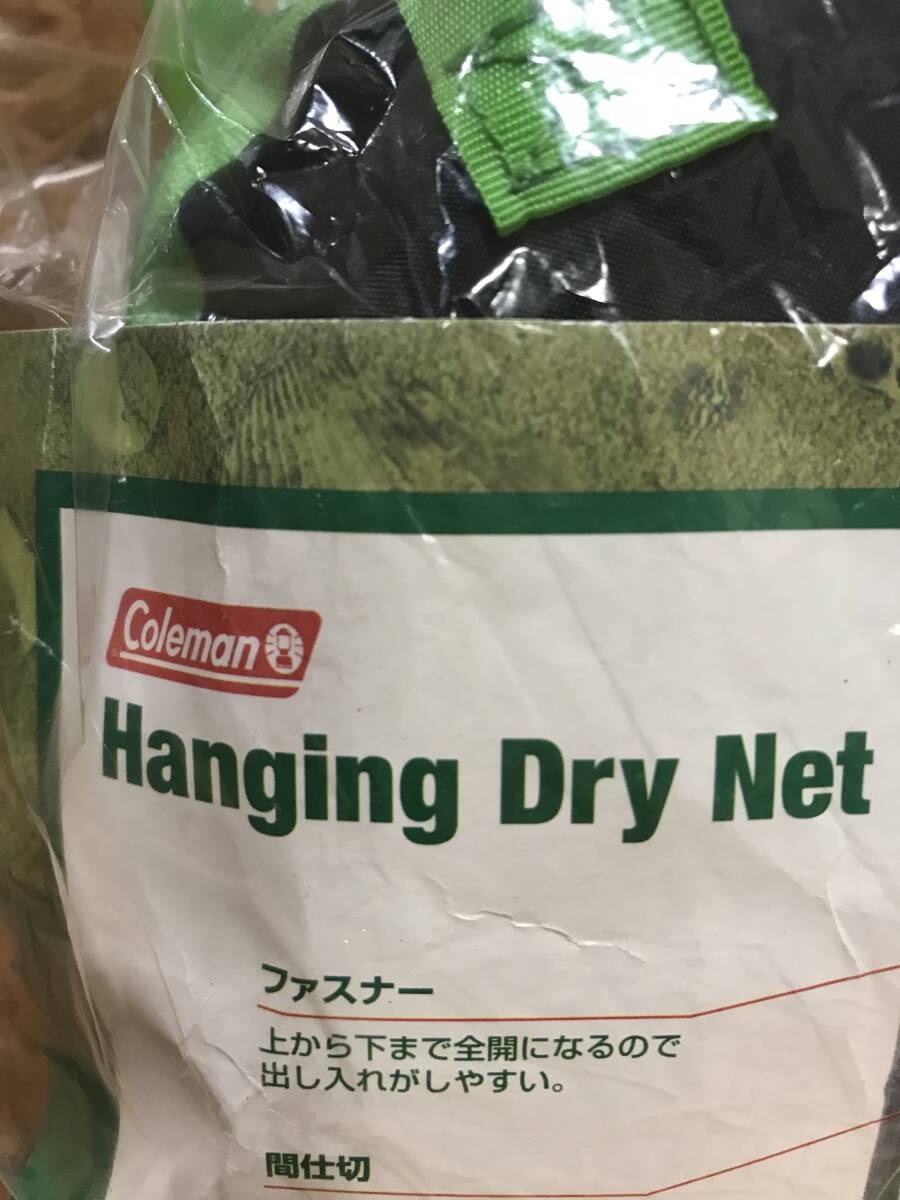 Coleman
Hanging Dry Net
ファスナー
上から下まで全開になるので
出し入れがしやすい。
間仕切